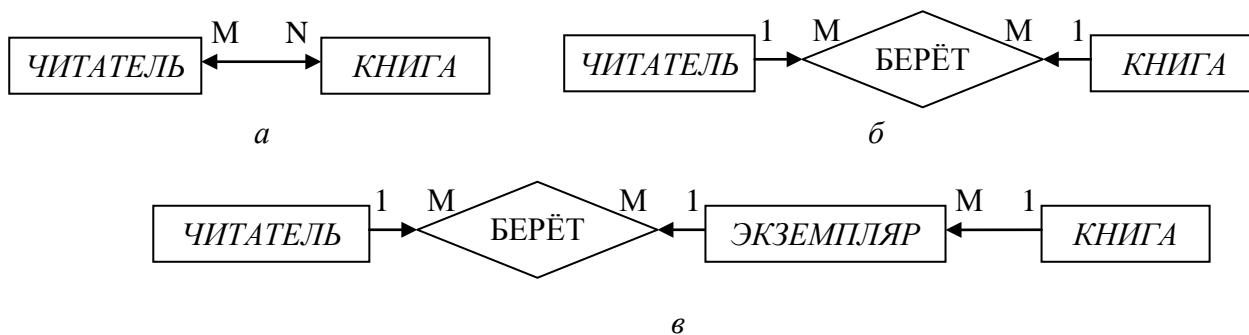 M N
ЧИТАТЕЛЬ КНИГА
а
1 M M 1
ЧИТАТЕЛЬ БЕРЁТ КНИГА
б
1 M M 1 M 1
ЧИТАТЕЛЬ БЕРЁТ ЭКЗЕМПЛЯР КНИГА
в